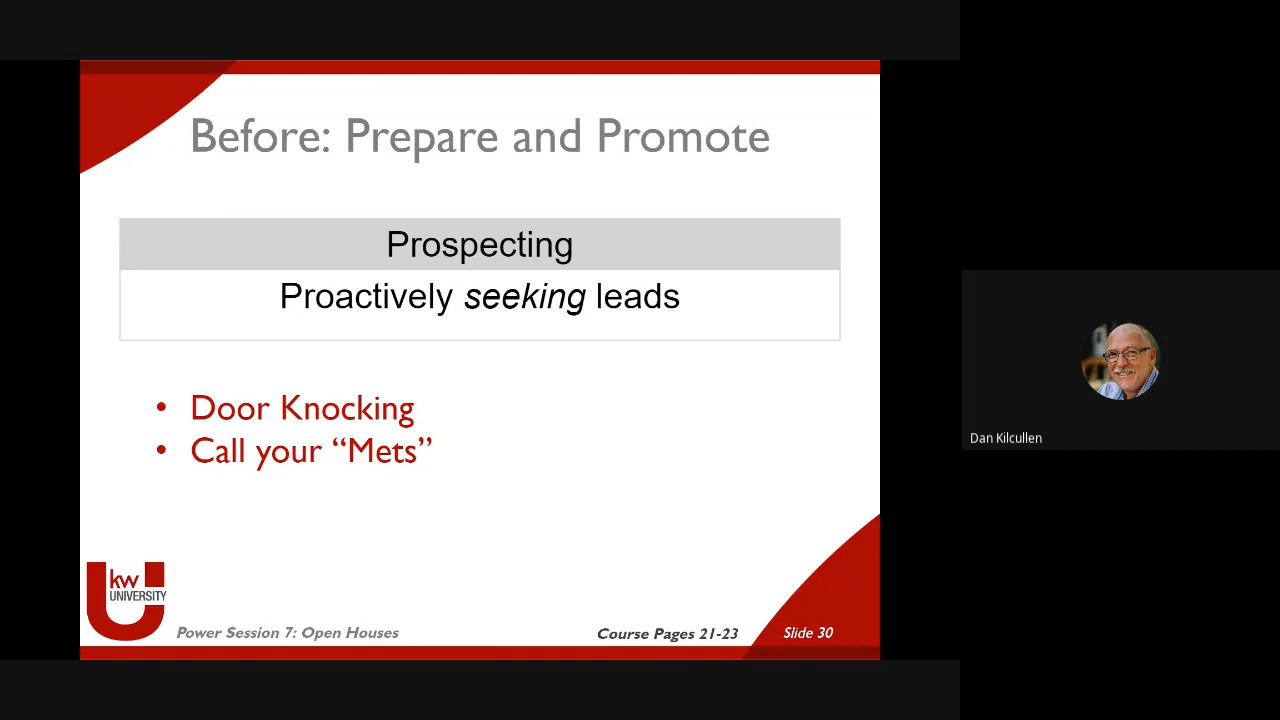 Before: Prepare and Promote
Prospecting
Proactively seeking leads
• Door Knocking
• Call your “Mets”
kw
UNIVERSITY
Power Session 7: Open Houses
Course Pages 21-23
Slide 30
Dan Kilcullen